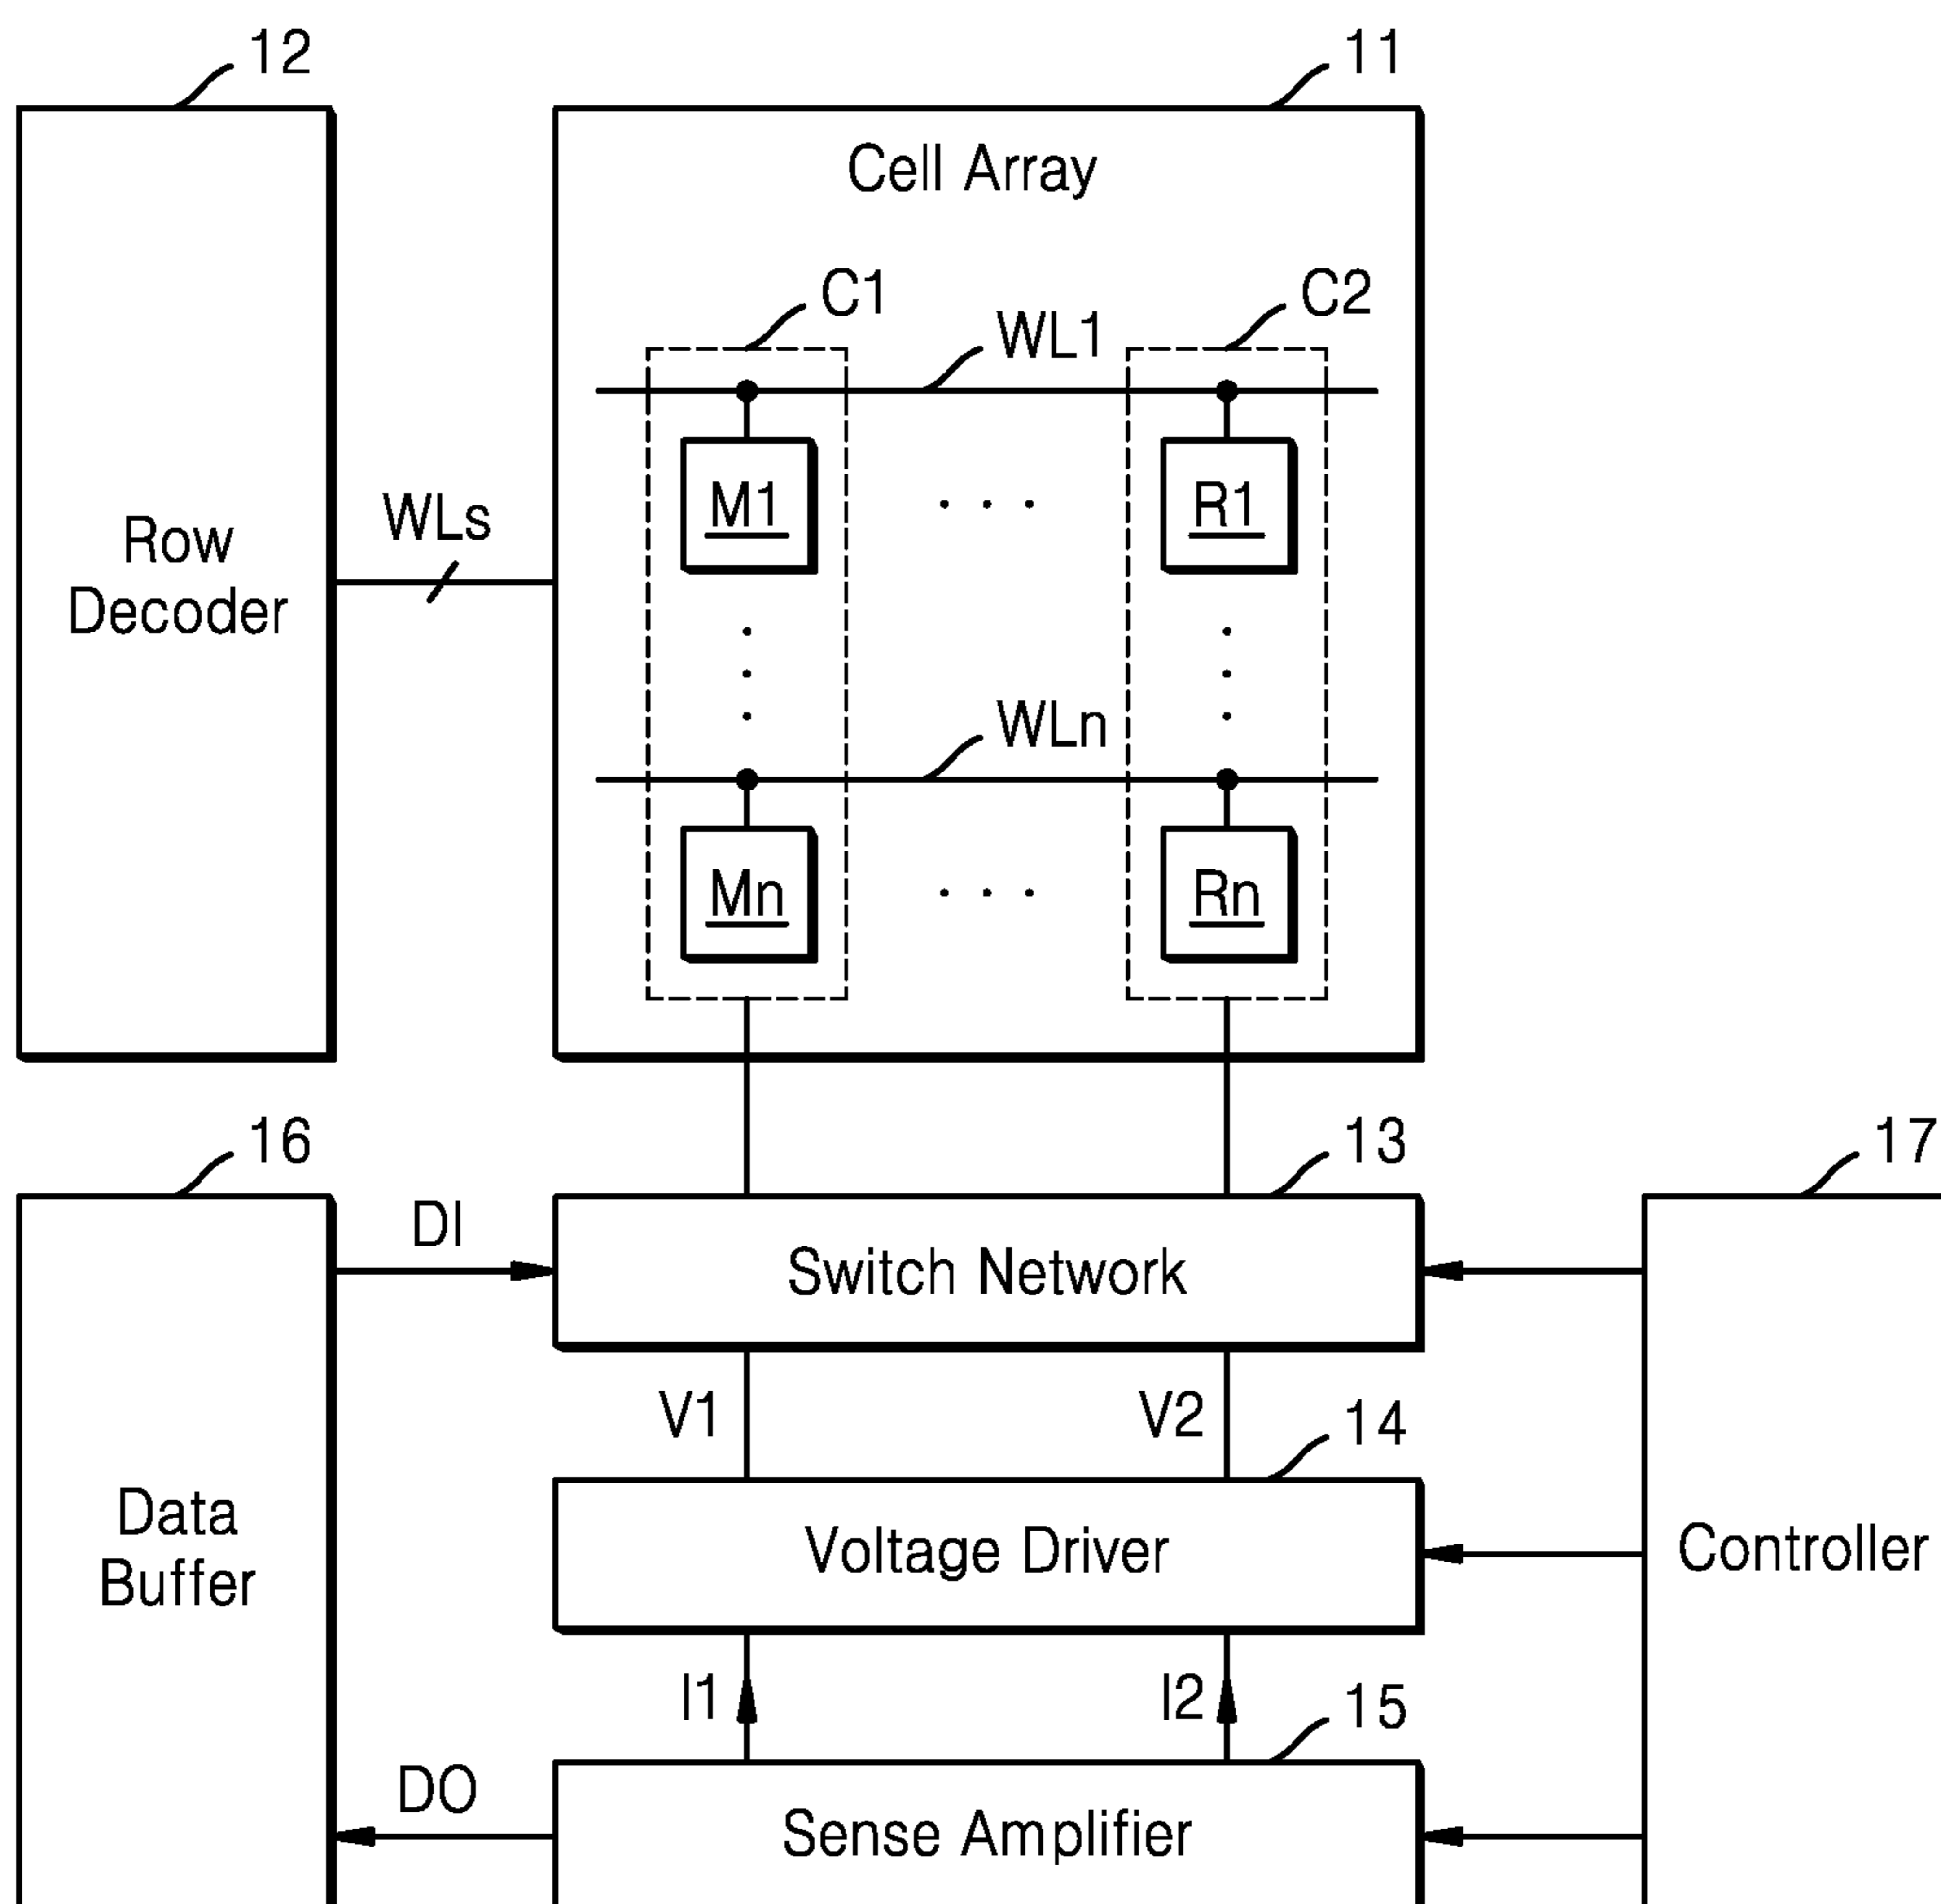 12
11
Cell Array
C1
C2
WL1
M1
. . .
R1
WLs
Row
Decoder
WLn
Mn
. . .
Rn
16
13
17
DI
Switch Network
V1
V2
14
Data
Buffer
Voltage Driver
Controller
I1
I2
15
DO
Sense Amplifier